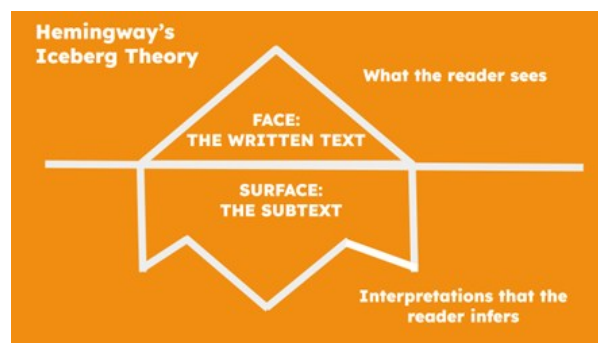 Hemingway's
Iceberg Theory
What the reader sees
FACE:
THE WRITTEN TEXT
SURFACE:
THE SUBTEXT
Interpretations that the
reader infers